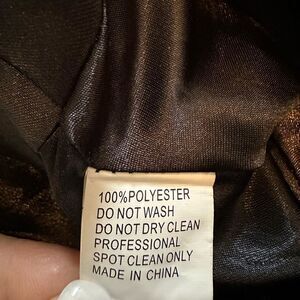 100%POLYESTER
DO NOT WASH
DO NOT DRY CLEAN
PROFESSIONAL
SPOT CLEAN ONLY
MADE IN CHINA